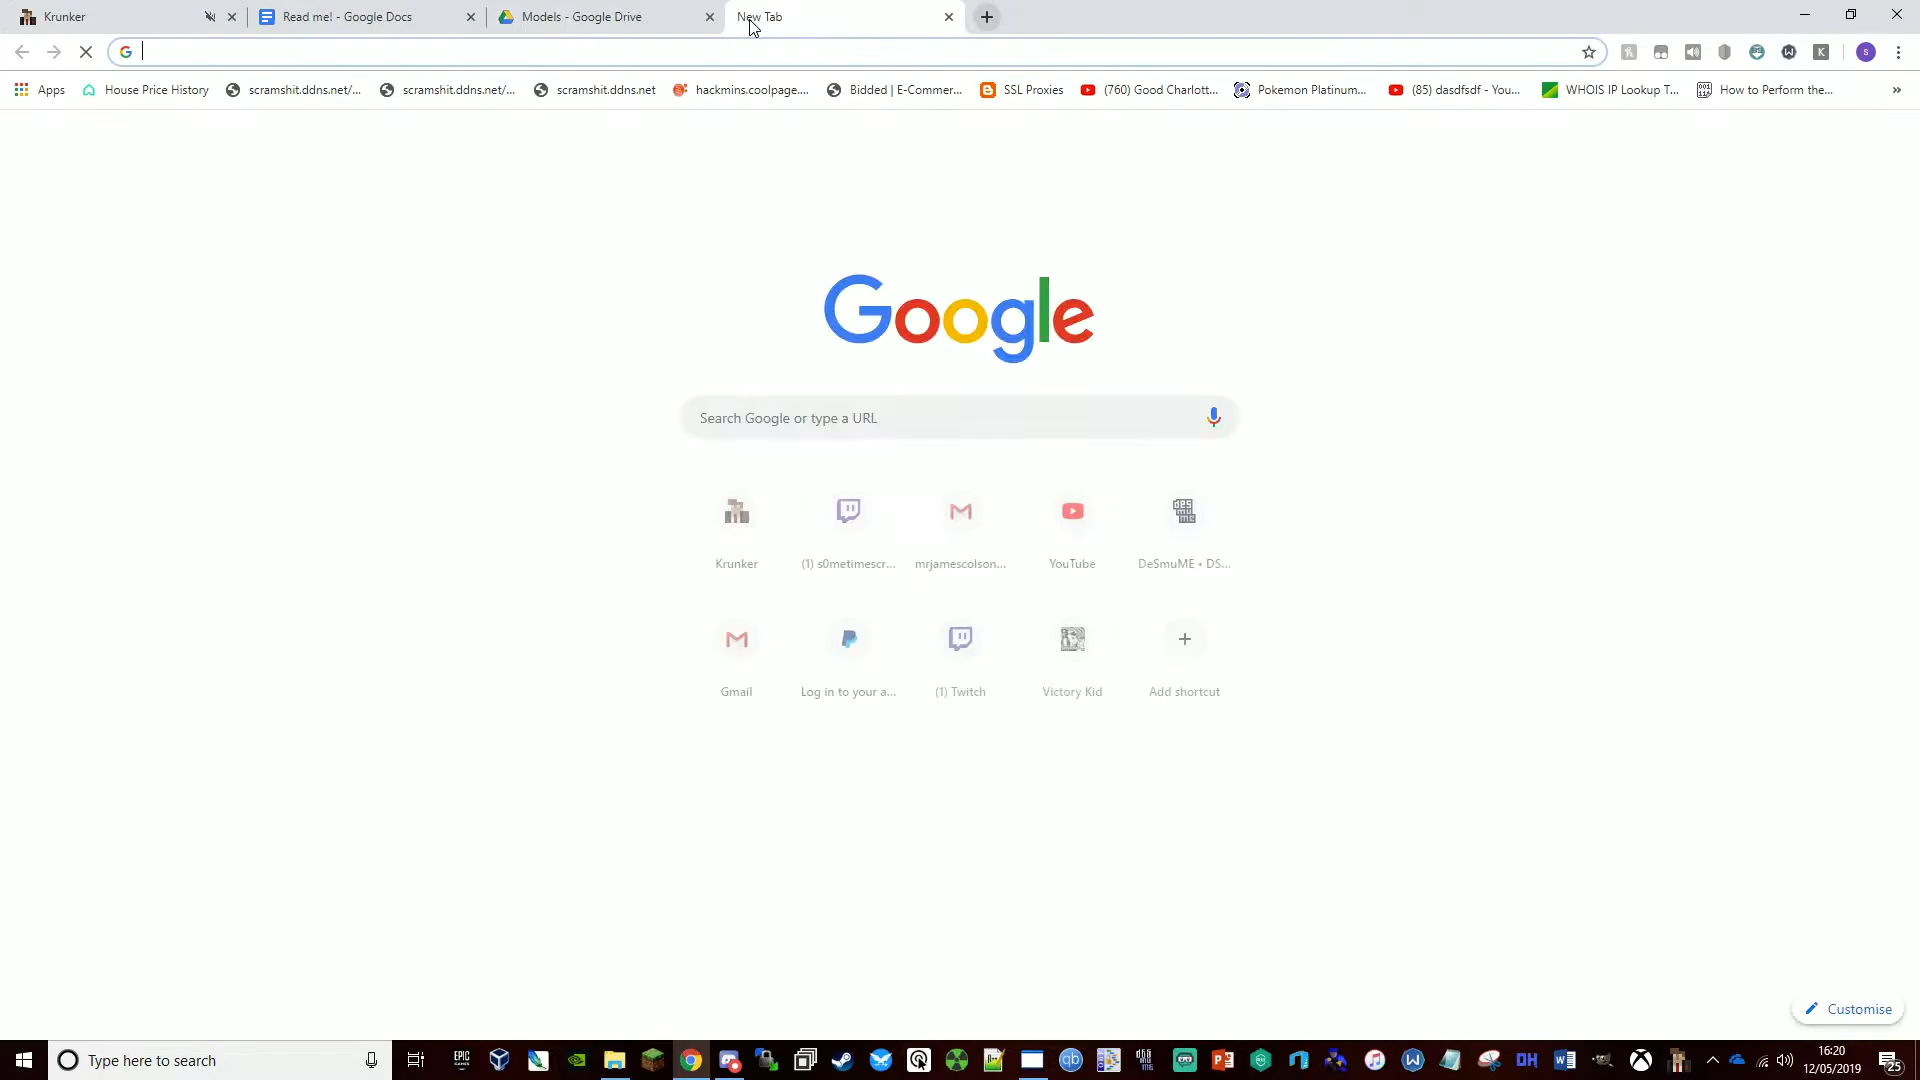 Krunker
Read me! - Google Docs
Models - Google Drive
New Tab
Apps
House Price History
scramshit.ddns.net/...
scramshit.ddns.net/...
scramshit.ddns.net
hackmins.coolpage....
Bidded | E-Commer...
SSL Proxies
(760) Good Charlott...
Pokemon Platinum...
(85) dasdfsdf - You...
WHOIS IP Lookup T...
How to Perform the...
»
Google
Search Google or type a URL
Krunker
(1) s0metimescr...
mrjamescolson...
YouTube
DeSmuME • DS...
Gmail
Log in to your a...
(1) Twitch
Victory Kid
Add shortcut
Customise
Type here to search
EPIC GAMES
16:20
12/05/2019
25